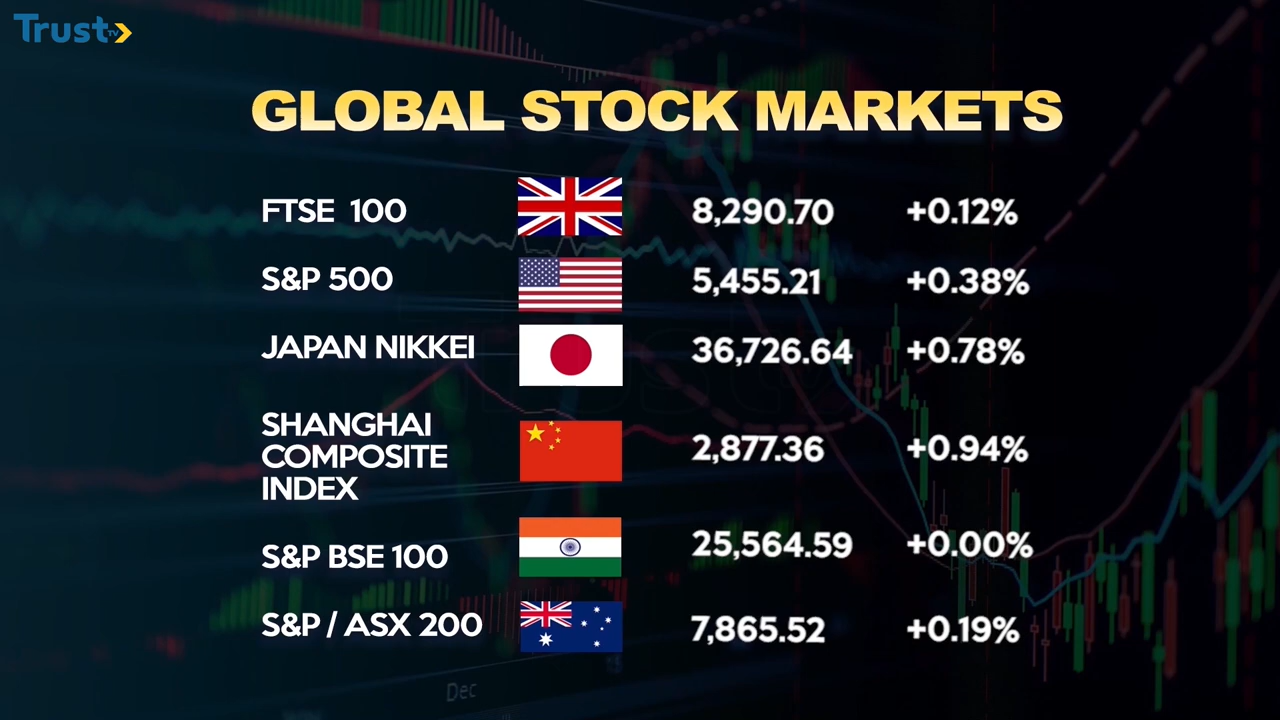 Trust TV
GLOBAL STOCK MARKETS
FTSE 100 8,290.70 +0.12%
S&P 500 5,455.21 +0.38%
JAPAN NIKKEI 36,726.64 +0.78%
SHANGHAI
COMPOSITE 2,877.36 +0.94%
INDEX
S&P BSE 100 25,564.59 +0.00%
S&P / ASX 200 7,865.52 +0.19%
Dec